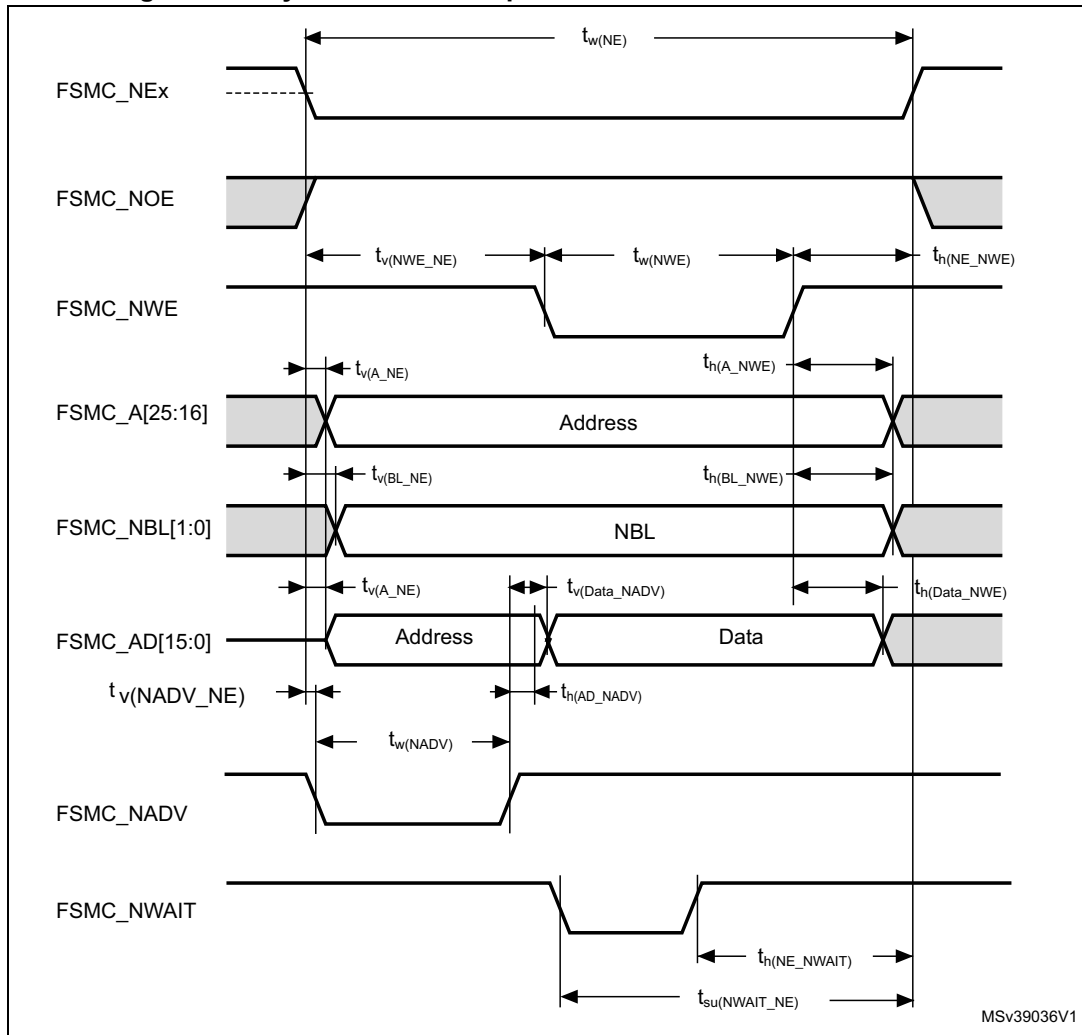 tw(NE)
FSMC_NEx
FSMC_NOE
tv(NWE_NE)
tw(NWE)
th(NE_NWE)
FSMC_NWE
tv(A_NE)
th(A_NWE)
FSMC_A[25:16]
Address
tv(BL_NE)
th(BL_NWE)
FSMC_NBL[1:0]
NBL
tv(A_NE)
tv(Data_NADV)
th(Data_NWE)
FSMC_AD[15:0]
Address
Data
t v(NADV_NE)
th(AD_NADV)
tw(NADV)
FSMC_NADV
FSMC_NWAIT
th(NE_NWAIT)
tsu(NWAIT_NE)
MSv39036V1